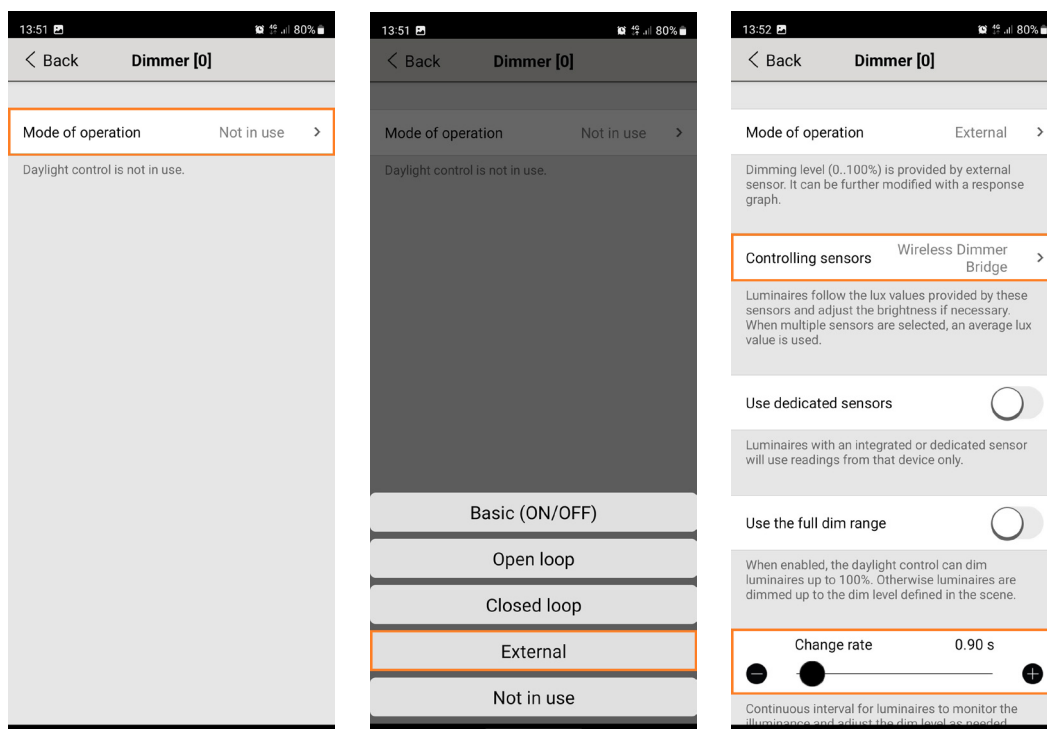 13:51 4G 80%
Back Dimmer [0]
Mode of operation Not in use
Daylight control is not in use.
13:51 4G 80%
Back Dimmer [0]
Mode of operation Not in use
Daylight control is not in use.
Basic (ON/OFF)
Open loop
Closed loop
External
Not in use
13:52 4G 80%
Back Dimmer [0]
Mode of operation External
Dimming level (0..100%) is provided by external
sensor. It can be further modified with a response
graph.
Controlling sensors Wireless Dimmer
Bridge
Luminaires follow the lux values provided by these
sensors and adjust the brightness if necessary.
When multiple sensors are selected, an average lux
value is used.
Use dedicated sensors
Luminaires with an integrated or dedicated sensor
will use readings from that device only.
Use the full dim range
When enabled, the daylight control can dim
luminaires up to 100%. Otherwise luminaires are
dimmed up to the dim level defined in the scene.
Change rate 0.90 s
Continuous interval for luminaires to monitor the
illuminance and adjust the dim level as needed